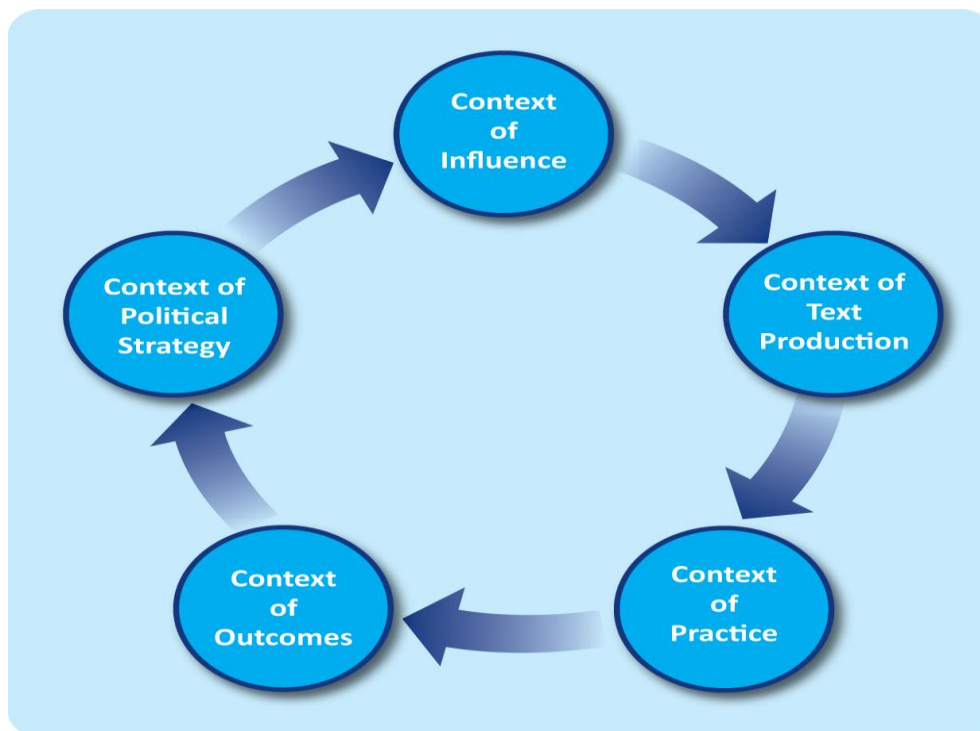 Context
of
Influence
Context of
Text
Production
Context
of
Practice
Context
of
Outcomes
Context of
Political
Strategy